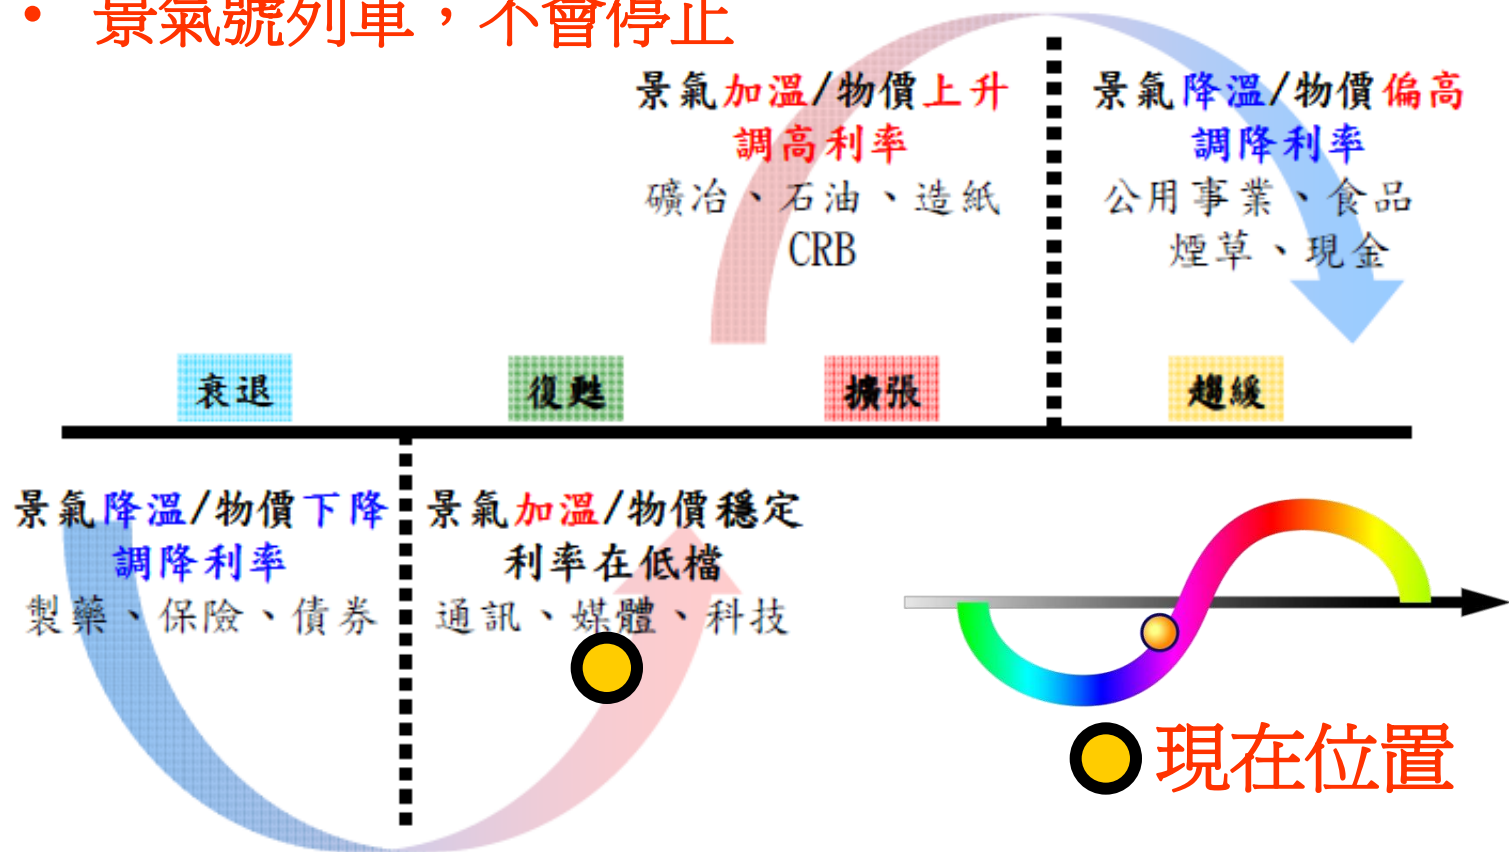 • 景氣號列車，不會停止
景氣加溫/物價上升
調高利率
礦冶、石油、造紙
CRB
景氣降溫/物價偏高
調降利率
公用事業、食品
煙草、現金
衰退
復甦
擴張
趨緩
景氣降溫/物價下降
調降利率
製藥、保險、債券
景氣加溫/物價穩定
利率在低檔
通訊、媒體、科技
現在位置